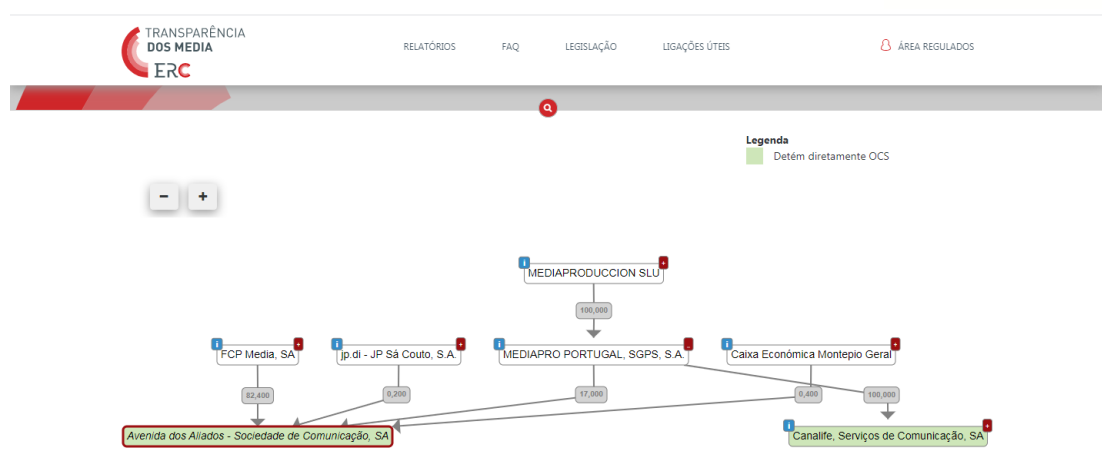 TRANSPARÊNCIA
DOS MEDIA
ERC
RELATÓRIOS FAQ LEGISLAÇÃO LIGAÇÕES ÚTEIS ÁREA REGULADOS
Legenda
Detém diretamente OCS
− +
i +
MEDIAPRODUCCION SLU
100,000
i + i + i - i +
FCP Media, SA jp.di - JP Sá Couto, S.A. MEDIAPRO PORTUGAL, SGPS, S.A. Caixa Económica Montepio Geral
82,400 0,200 17,000 0,400 100,000
i +
Avenida dos Aliados - Sociedade de Comunicação, SA Canalife, Serviços de Comunicação, SA